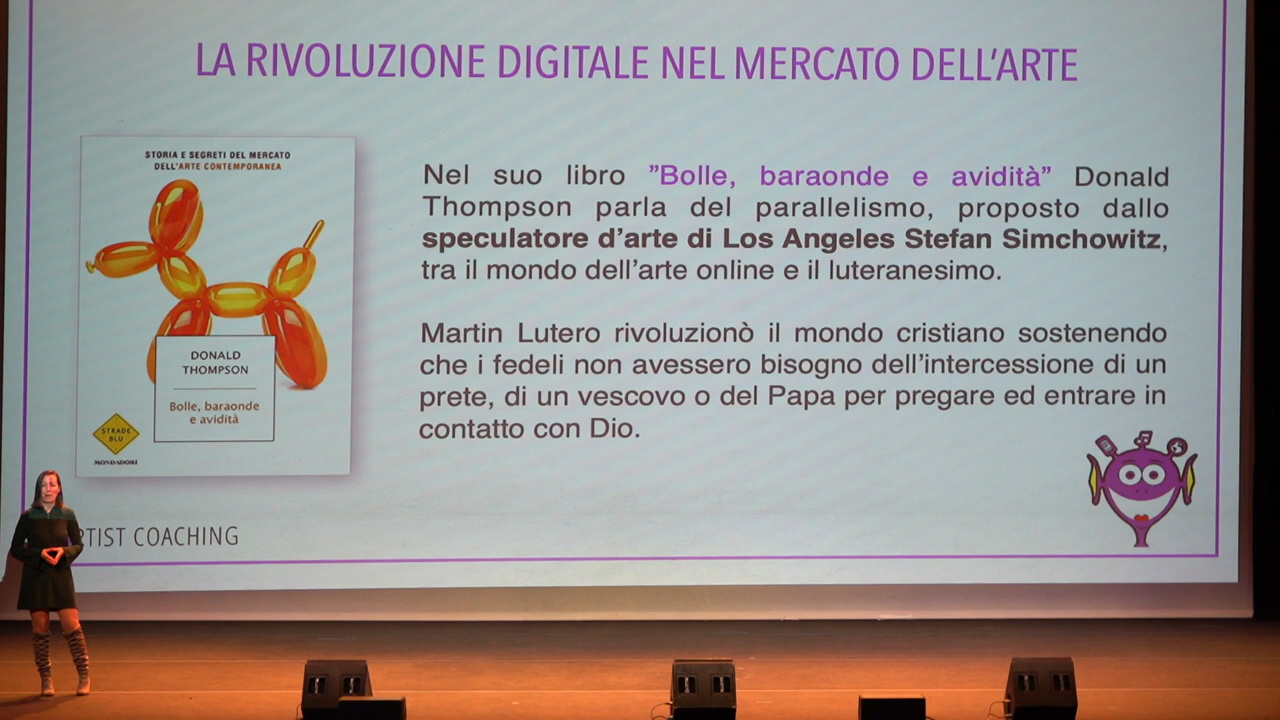 LA RIVOLUZIONE DIGITALE NEL MERCATO DELL'ARTE
STORIA E SEGRETI DEL MERCATO
DELL'ARTE CONTEMPORANEA
DONALD
THOMPSON
Bolle, baraonde
e avidità
STRADE
BLU
MONDADORI
Nel suo libro "Bolle, baraonde e avidità" Donald
Thompson parla del parallelismo, proposto dallo
speculatore d'arte di Los Angeles Stefan Simchowitz,
tra il mondo dell'arte online e il luteranesimo.
Martin Lutero rivoluzionò il mondo cristiano sostenendo
che i fedeli non avessero bisogno dell'intercessione di un
prete, di un vescovo o del Papa per pregare ed entrare in
contatto con Dio.
TIST COACHING